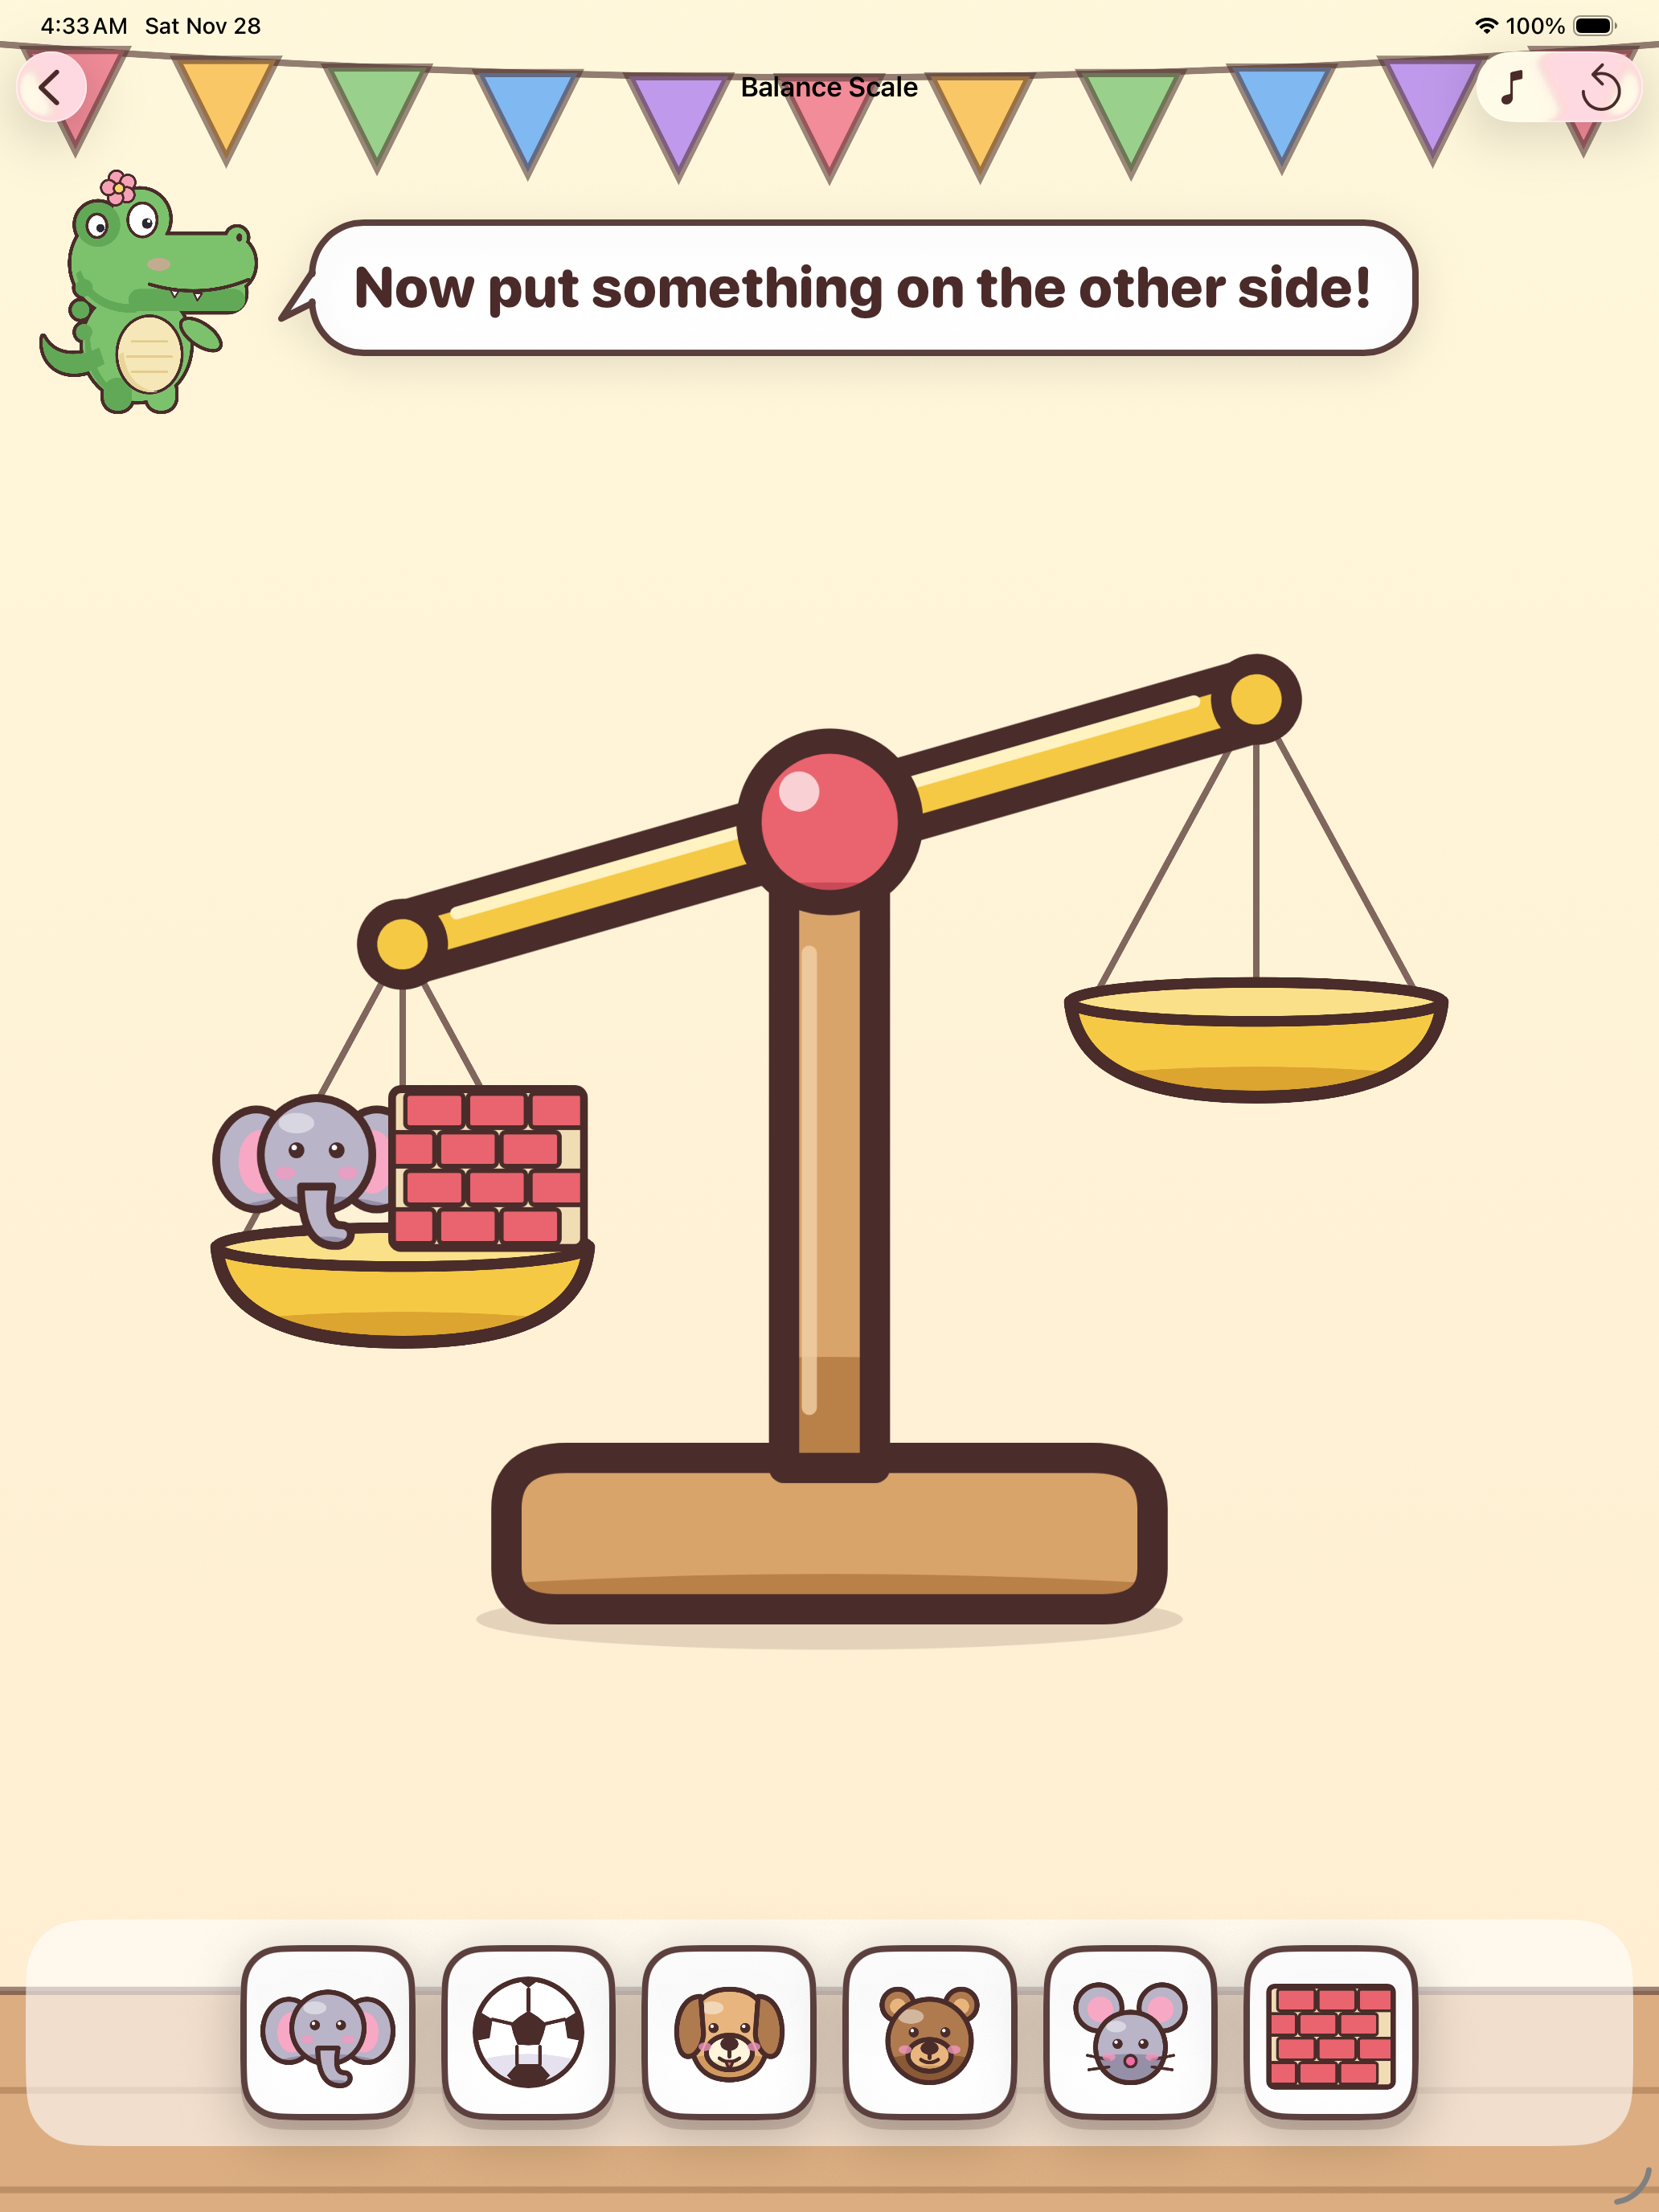 4:33 AM Sat Nov 28 100%
Balance Scale
Now put something on the other side!